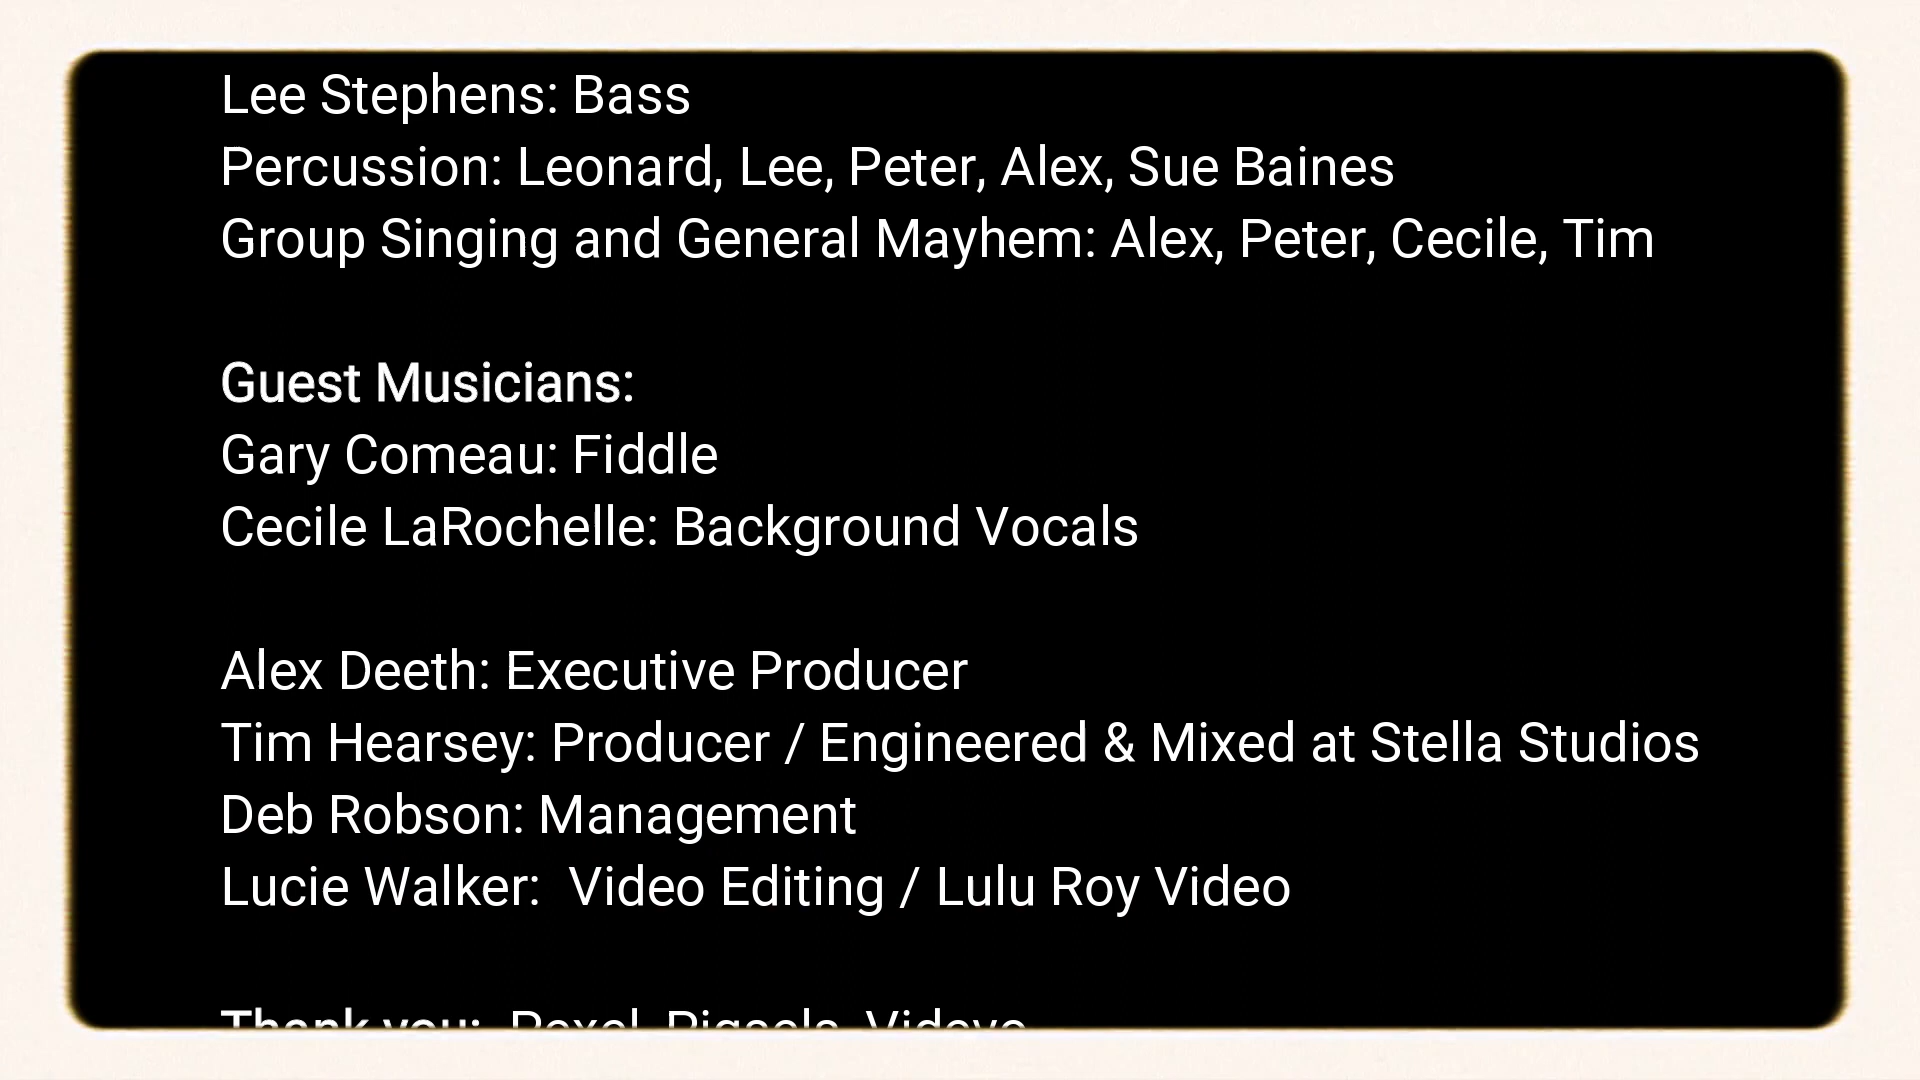 Lee Stephens: Bass
Percussion: Leonard, Lee, Peter, Alex, Sue Baines
Group Singing and General Mayhem: Alex, Peter, Cecile, Tim
Guest Musicians:
Gary Comeau: Fiddle
Cecile LaRochelle: Background Vocals
Alex Deeth: Executive Producer
Tim Hearsey: Producer / Engineered & Mixed at Stella Studios
Deb Robson: Management
Lucie Walker:  Video Editing / Lulu Roy Video
Thank you: